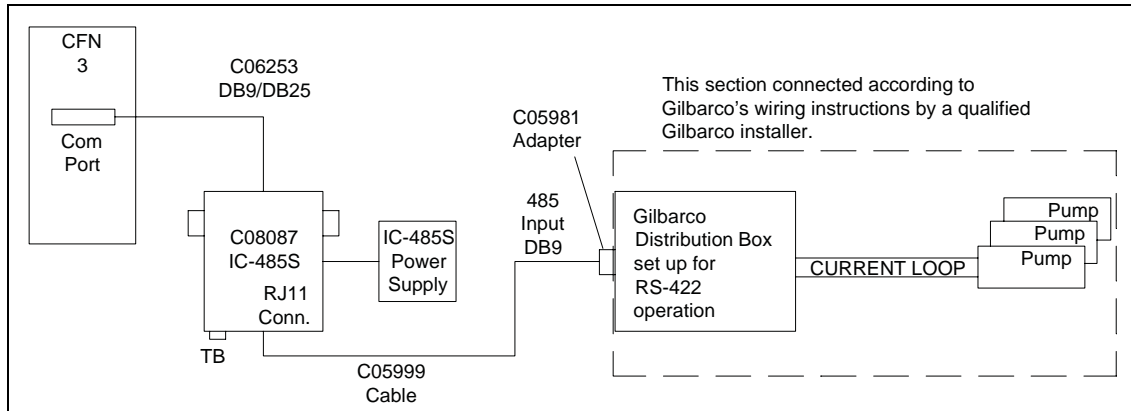 CFN
3
Com
Port
C06253
DB9/DB25
C08087
IC-485S
RJ11
Conn.
TB
IC-485S
Power
Supply
C05999
Cable
485
Input
DB9
C05981
Adapter
This section connected according to
Gilbarco's wiring instructions by a qualified
Gilbarco installer.
Gilbarco
Distribution Box
set up for
RS-422
operation
CURRENT LOOP
Pump
Pump
Pump